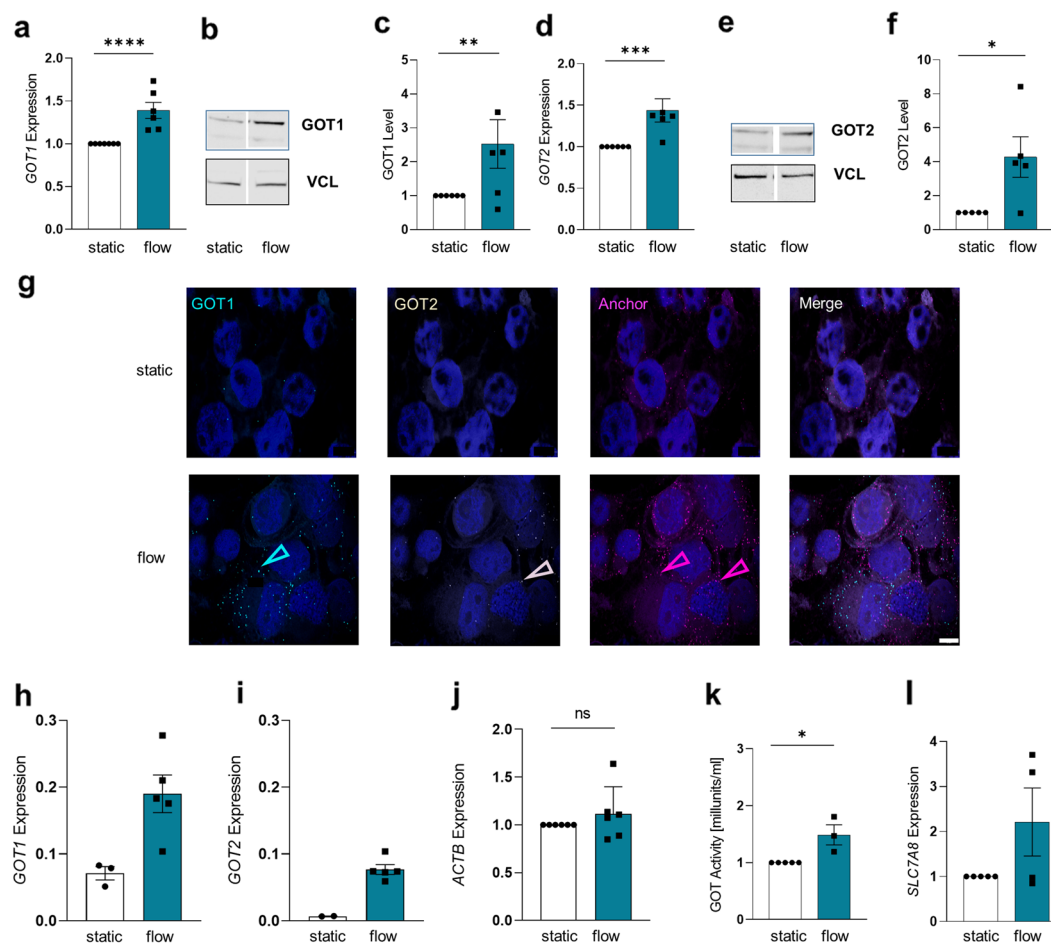 a
****
GOT1 Expression
2.0
1.5
1.0
0.5
0.0
static flow
b
GOT1
VCL
static flow
c
**
GOT1 Level
5
4
3
2
1
0
static flow
d
***
GOT2 Expression
2.0
1.5
1.0
0.5
0.0
static flow
e
GOT2
VCL
static flow
f
*
GOT2 Level
10
8
6
4
2
0
static flow
g
GOT1 GOT2 Anchor Merge
static
flow
h
GOT1 Expression
0.3
0.2
0.1
0.0
static flow
i
GOT2 Expression
0.3
0.2
0.1
0.0
static flow
j
ns
ACTB Expression
2.0
1.5
1.0
0.5
0.0
static flow
k
*
GOT Activity [millunits/ml]
3
2
1
0
static flow
l
SLC7A8 Expression
4
3
2
1
0
static flow